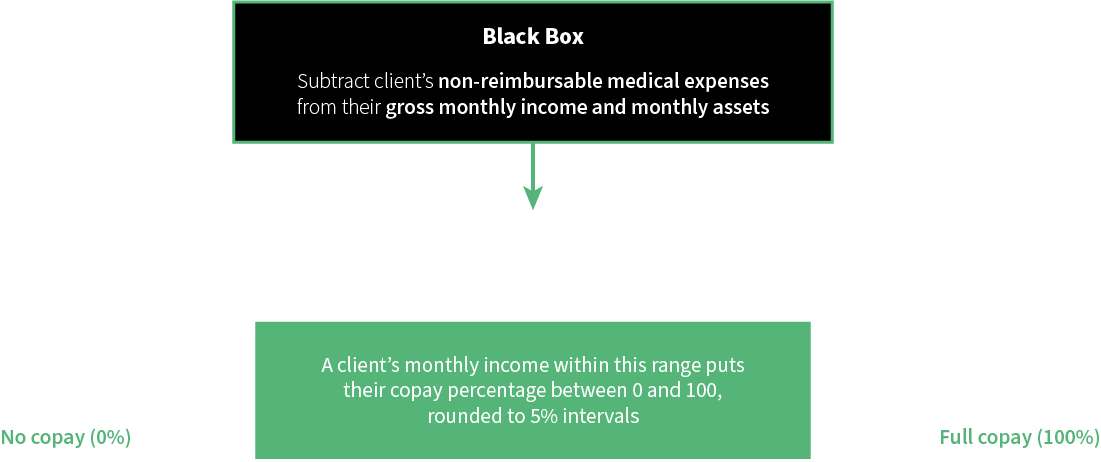 Black Box
Subtract client’s non-reimbursable medical expenses
from their gross monthly income and monthly assets
A client’s monthly income within this range puts
their copay percentage between 0 and 100,
rounded to 5% intervals
No copay (0%)
Full copay (100%)